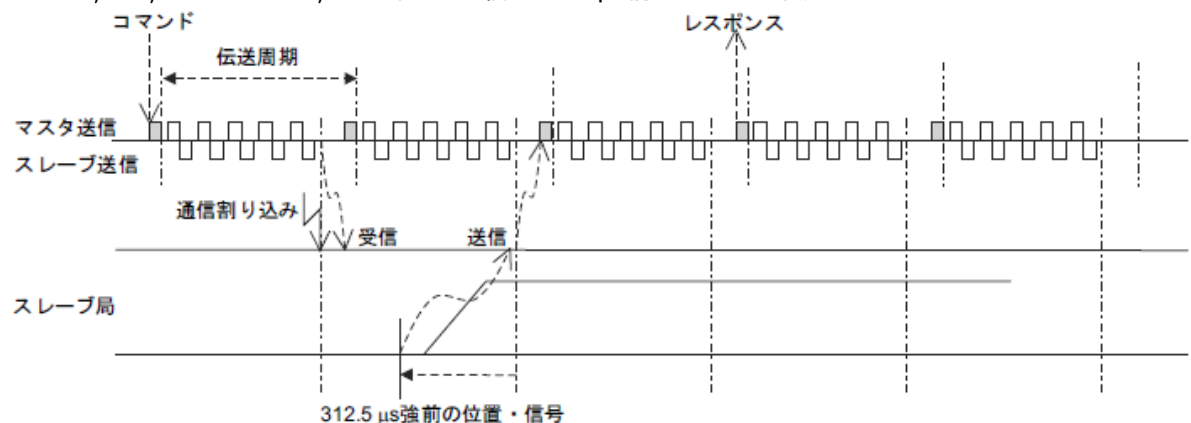 コマンド
レスポンス
伝送周期
マスタ送信
スレーブ送信
通信割り込み
受信
送信
スレーブ局
312.5 μs強前の位置・信号